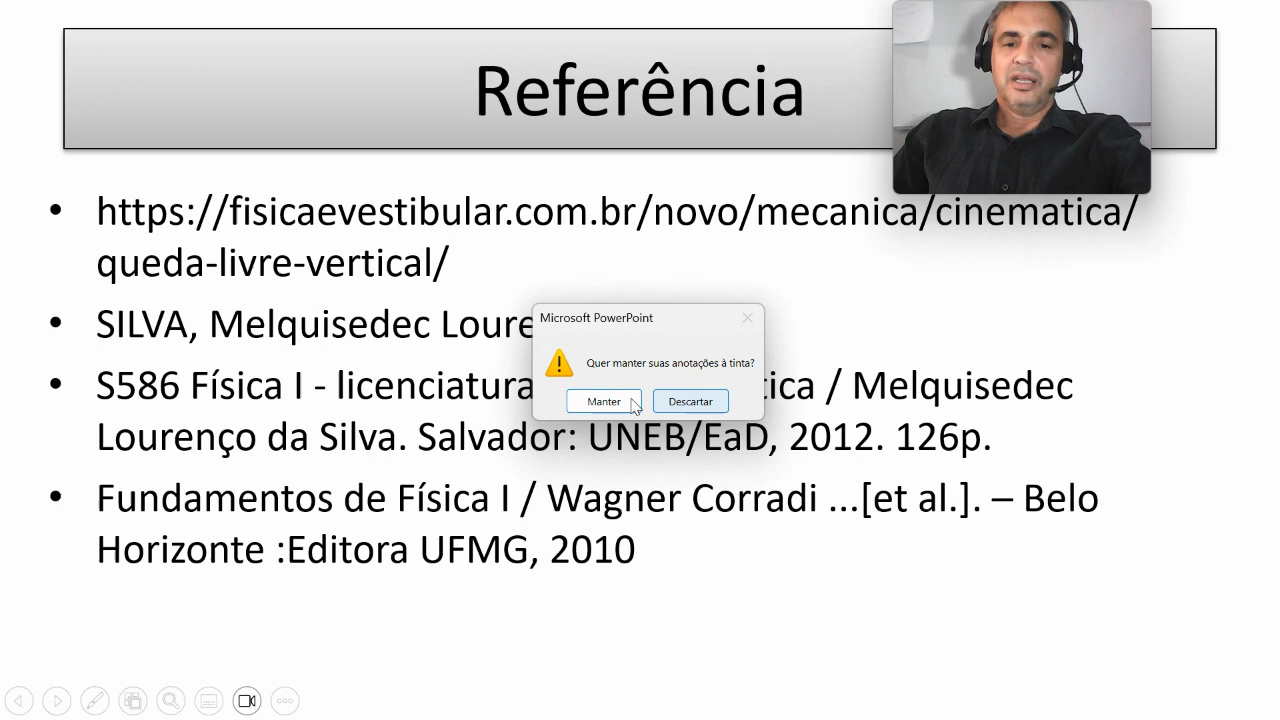 Referência
• https://fisicaevestibular.com.br/novo/mecanica/cinematica/
queda-livre-vertical/
• SILVA, Melquisedec Loure
• S586 Física I - licenciatura tica / Melquisedec
Lourenço da Silva. Salvador: UNEB/EaD, 2012. 126p.
• Fundamentos de Física I / Wagner Corradi ...[et al.]. – Belo
Horizonte :Editora UFMG, 2010
Microsoft PowerPoint
Quer manter suas anotações à tinta?
Manter Descartar